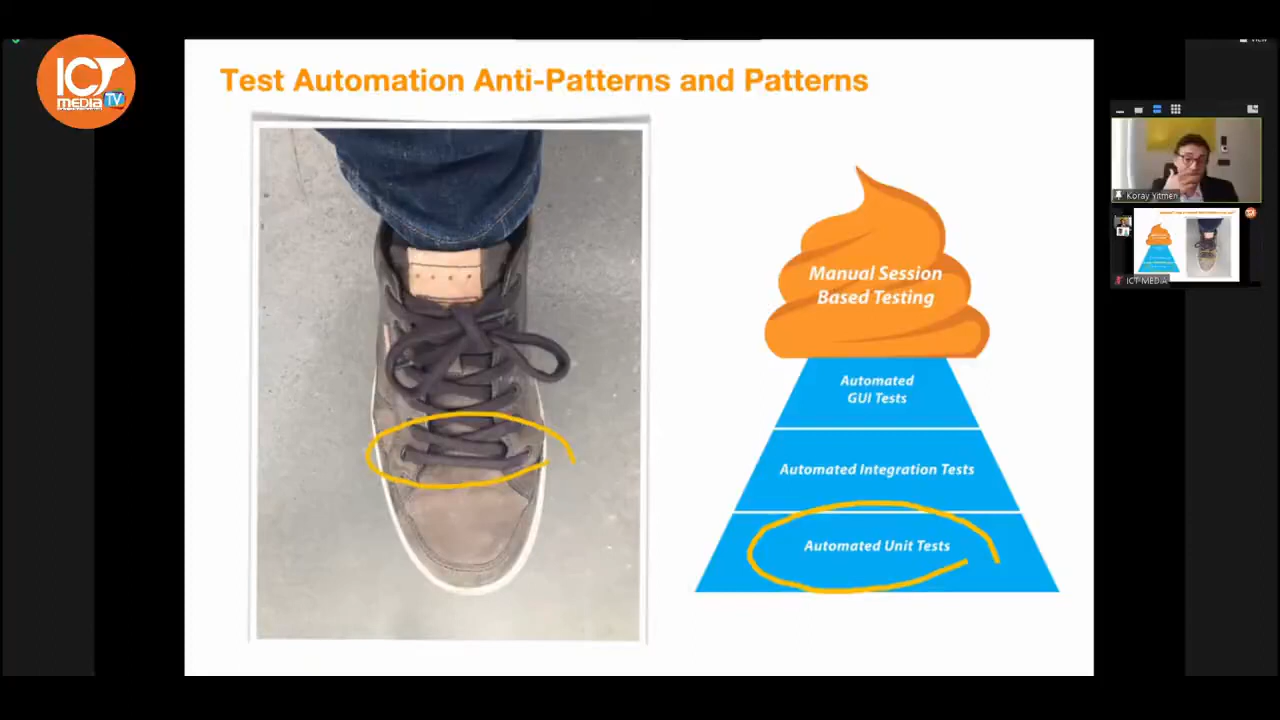 ICT
MEDIA
TV
Test Automation Anti-Patterns and Patterns
Manual Session
Based Testing
Automated
GUI Tests
Automated Integration Tests
Automated Unit Tests
View
Koray Yitmen
ICT-MEDIA